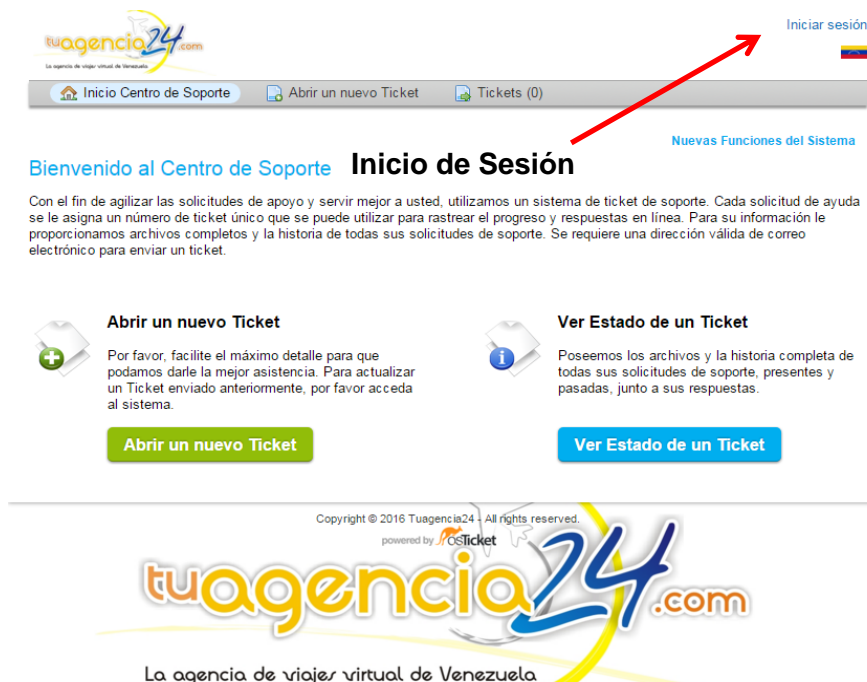 Iniciar sesión
tuagencia24.com
La agencia de viajes virtual de Venezuela
Inicio Centro de Soporte
Abrir un nuevo Ticket
Tickets (0)
Nuevas Funciones del Sistema
Bienvenido al Centro de Soporte
Inicio de Sesión
Con el fin de agilizar las solicitudes de apoyo y servir mejor a usted, utilizamos un sistema de ticket de soporte. Cada solicitud de ayuda
se le asigna un número de ticket único que se puede utilizar para rastrear el progreso y respuestas en línea. Para su información le
proporcionamos archivos completos y la historia de todas sus solicitudes de soporte. Se requiere una dirección válida de correo
electrónico para enviar un ticket.
Abrir un nuevo Ticket
Por favor, facilite el máximo detalle para que
podamos darle la mejor asistencia. Para actualizar
un Ticket enviado anteriormente, por favor acceda
al sistema.
Abrir un nuevo Ticket
Ver Estado de un Ticket
Poseemos los archivos y la historia completa de
todas sus solicitudes de soporte, presentes y
pasadas, junto a sus respuestas.
Ver Estado de un Ticket
Copyright © 2016 Tuagencia24 - All rights reserved.
powered by osTicket
tuagencia24.com
La agencia de viajes virtual de Venezuela